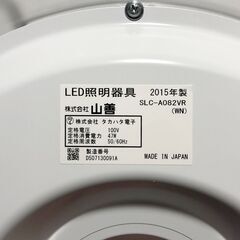 LED照明器具 2015年製
株式会社 山善 SLC-A082VR
(WN)
株式会社 タカハタ電子
定格電圧: 100V
定格消費電力: 47W
定格周波数: 50/60Hz
製造番号
D507130091A MADE IN JAPAN